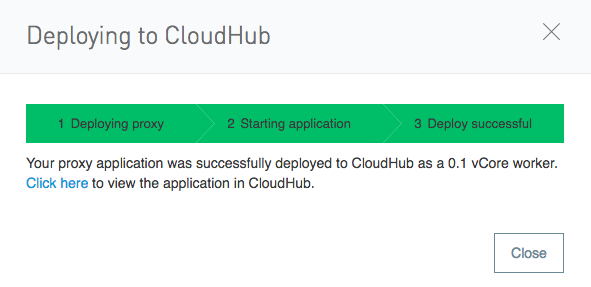 Deploying to CloudHub
1 Deploying proxy 2 Starting application 3 Deploy successful
Your proxy application was successfully deployed to CloudHub as a 0.1 vCore worker.
Click here to view the application in CloudHub.
Close